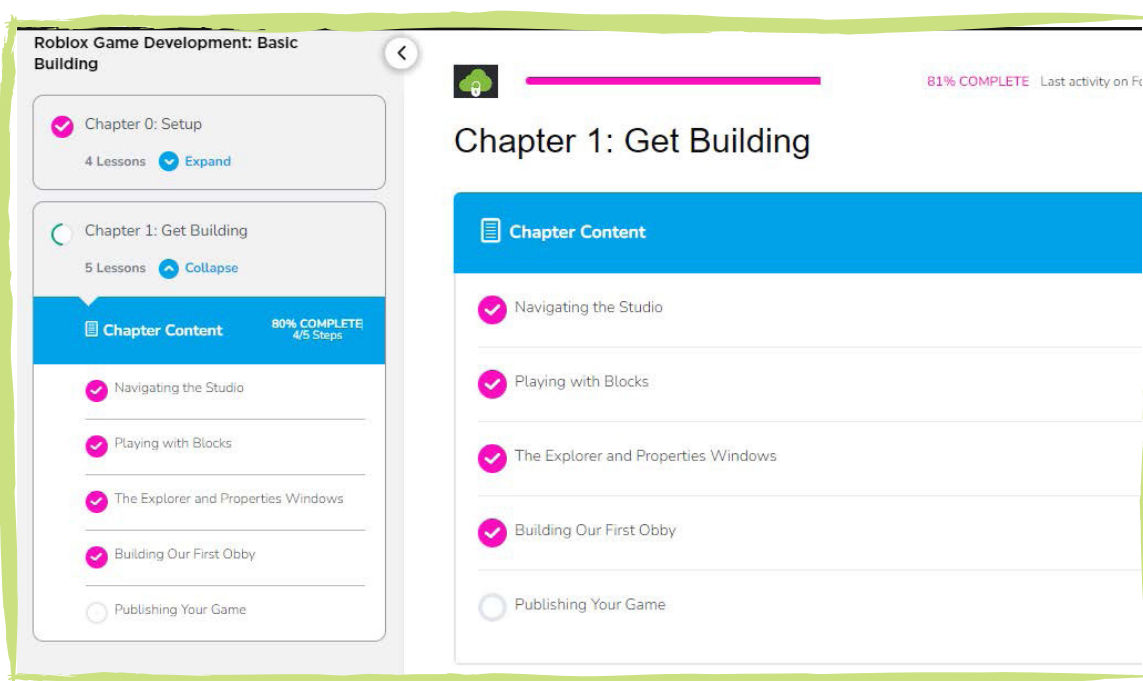 Roblox Game Development: Basic
Building
Chapter 0: Setup
4 Lessons Expand
Chapter 1: Get Building
5 Lessons Collapse
Chapter Content 80% COMPLETE
4/5 Steps
Navigating the Studio
Playing with Blocks
The Explorer and Properties Windows
Building Our First Obby
Publishing Your Game
81% COMPLETE Last activity on
Chapter 1: Get Building
Chapter Content
Navigating the Studio
Playing with Blocks
The Explorer and Properties Windows
Building Our First Obby
Publishing Your Game